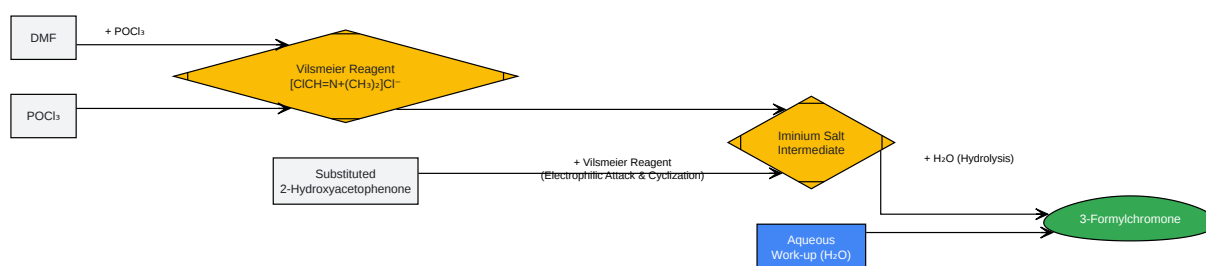 DMF
+ POCl₃
Vilsmeier Reagent
[ClCH=N+(CH₃)₂]Cl⁻
POCl₃
Iminium Salt
Intermediate
Substituted
2-Hydroxyacetophenone
+ Vilsmeier Reagent
(Electrophilic Attack & Cyclization)
+ H₂O (Hydrolysis)
3-Formylchromone
Aqueous
Work-up (H₂O)